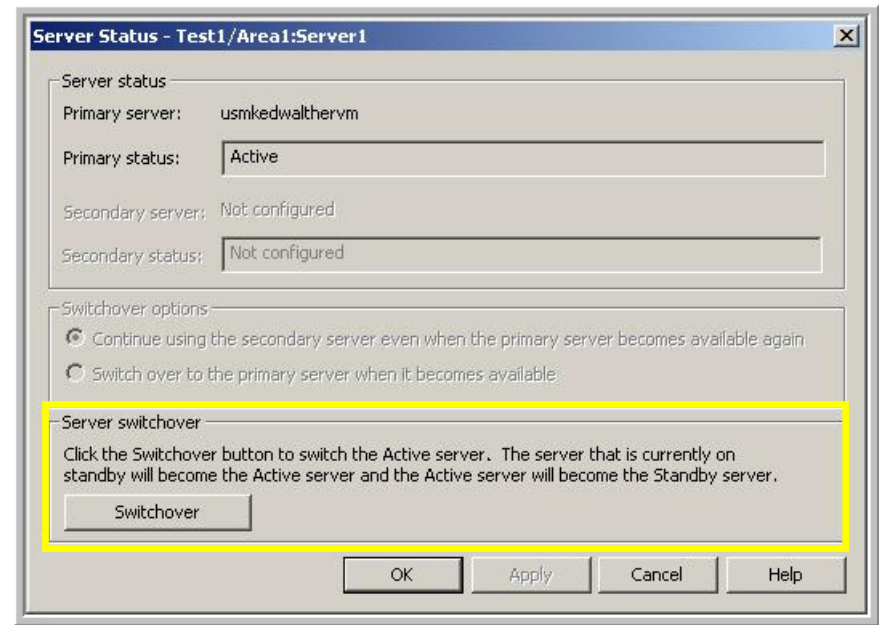 Server Status - Test1/Area1:Server1
Server status
Primary server: usmkedwalthervm
Primary status: Active
Secondary server: Not configured
Secondary status: Not configured
Switchover options
Continue using the secondary server even when the primary server becomes available again
Switch over to the primary server when it becomes available
Server switchover
Click the Switchover button to switch the Active server. The server that is currently on
standby will become the Active server and the Active server will become the Standby server.
Switchover
OK Apply Cancel Help